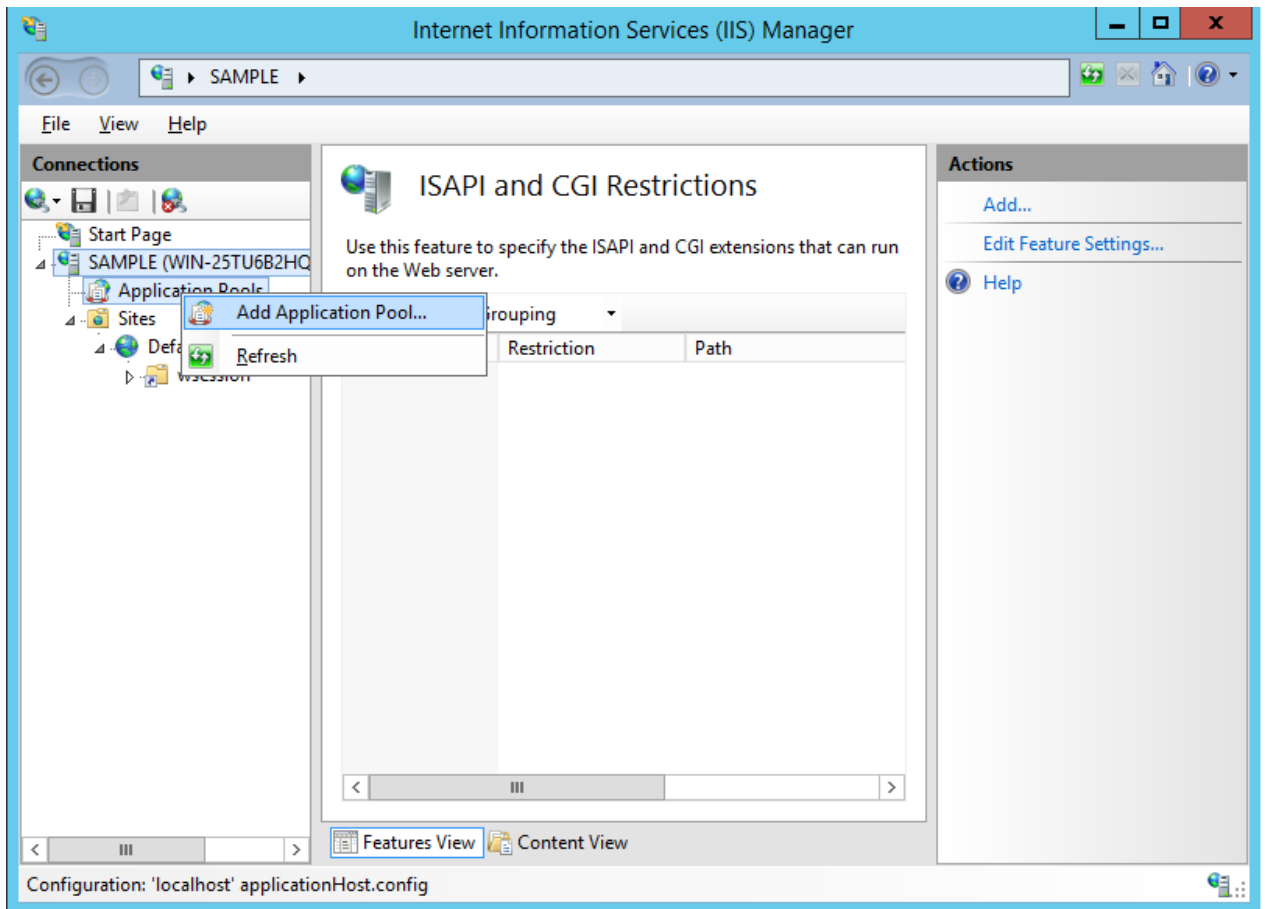 Internet Information Services (IIS) Manager
SAMPLE
File View Help
Connections
Start Page
SAMPLE (WIN-25TU6B2HQ
Application Pools
Sites
Defa
wsession
Add Application Pool...
Refresh
ISAPI and CGI Restrictions
Use this feature to specify the ISAPI and CGI extensions that can run
on the Web server.
rouping
Restriction Path
Features View Content View
Actions
Add...
Edit Feature Settings...
Help
Configuration: 'localhost' applicationHost.config